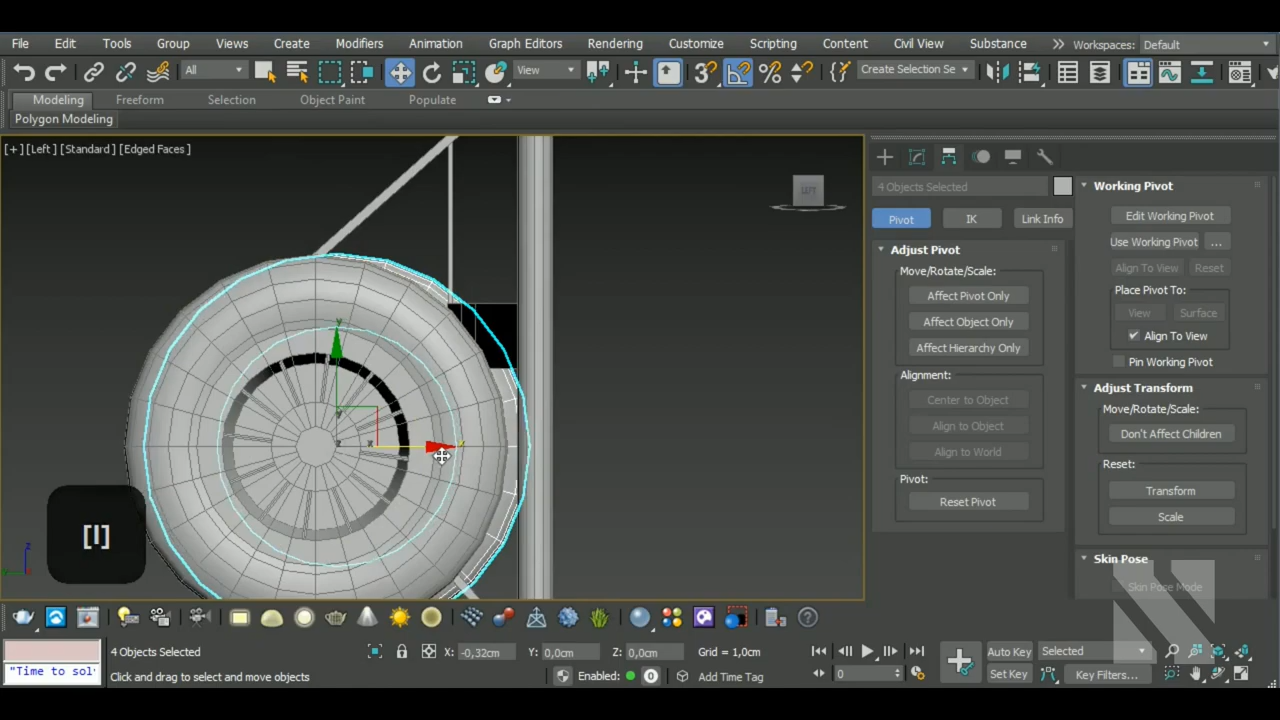 File Edit Tools Group Views Create Modifiers Animation Graph Editors Rendering Customize Scripting Content Civil View Substance Workspaces: Default
All View Create Selection Se
Modeling Freeform Selection Object Paint Populate
Polygon Modeling
[+] [Left] [Standard] [Edged Faces]
LEFT
4 Objects Selected
Pivot IK Link Info
Adjust Pivot
Move/Rotate/Scale:
Affect Pivot Only
Affect Object Only
Affect Hierarchy Only
Alignment:
Center to Object
Align to Object
Align to World
Pivot:
Reset Pivot
Working Pivot
Edit Working Pivot
Use Working Pivot ...
Align To View Reset
Place Pivot To:
View Surface
Align To View
Pin Working Pivot
Adjust Transform
Move/Rotate/Scale:
Don't Affect Children
Reset:
Transform
Scale
Skin Pose
Skin Pose Mode
y
x
z
[I]
4 Objects Selected X: -0,32cm Y: 0,0cm Z: 0,0cm Grid = 1,0cm Auto Key Selected
"Time to sol Click and drag to select and move objects Enabled: 0 Add Time Tag 0 Set Key Key Filters...